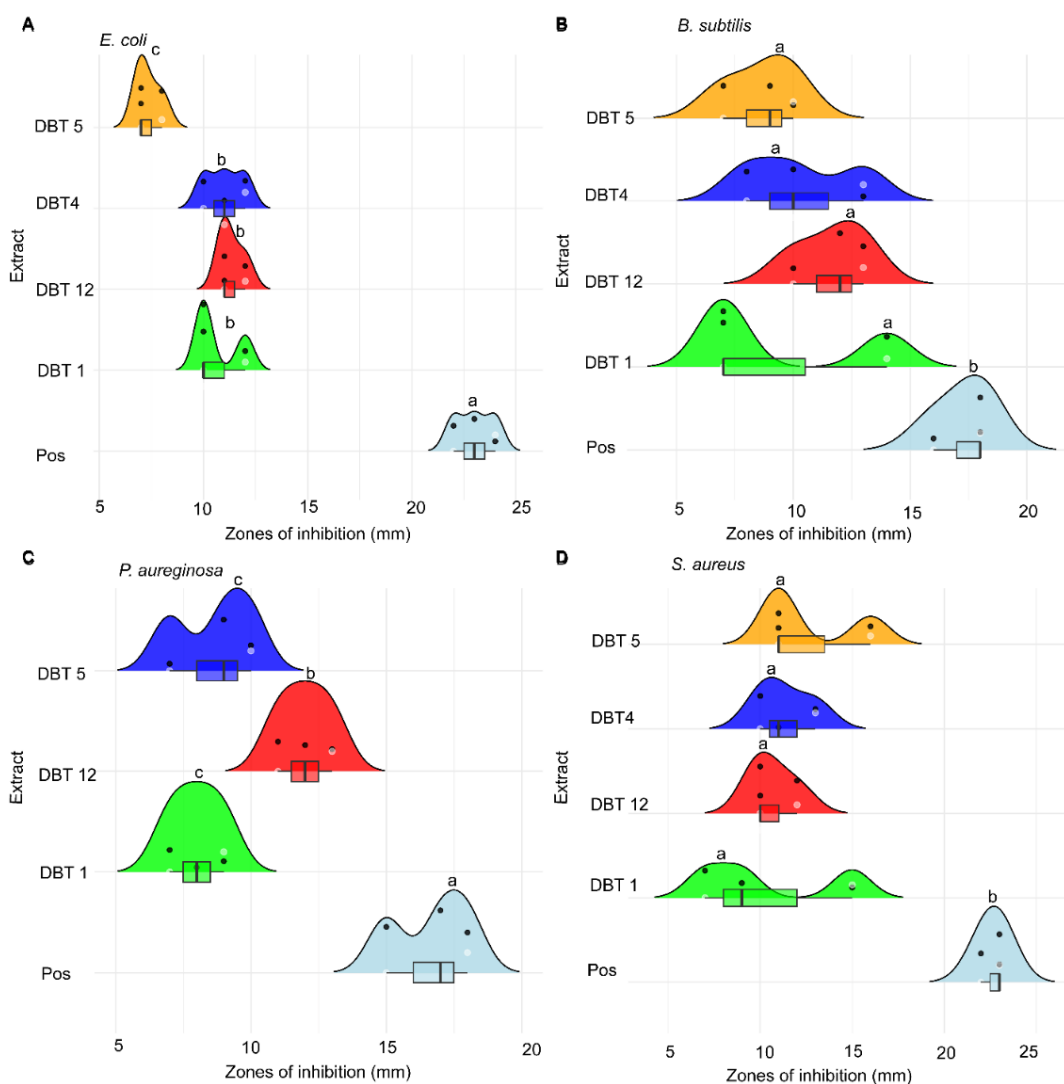 A
E. coli
c
DBT 5
b
DBT4
b
DBT 12
b
DBT 1
a
Pos
Extract
5 10 15 20 25
Zones of inhibition (mm)
B
B. subtilis
a
DBT 5
a
DBT4
a
DBT 12
a
DBT 1
b
Pos
Extract
5 10 15 20
Zones of inhibition (mm)
C
P. aureginosa
c
DBT 5
b
DBT 12
c
DBT 1
a
Pos
Extract
5 10 15 20
Zones of inhibition (mm)
D
S. aureus
a
DBT 5
a
DBT4
a
DBT 12
a
DBT 1
b
Pos
Extract
5 10 15 20 25
Zones of inhibition (mm)